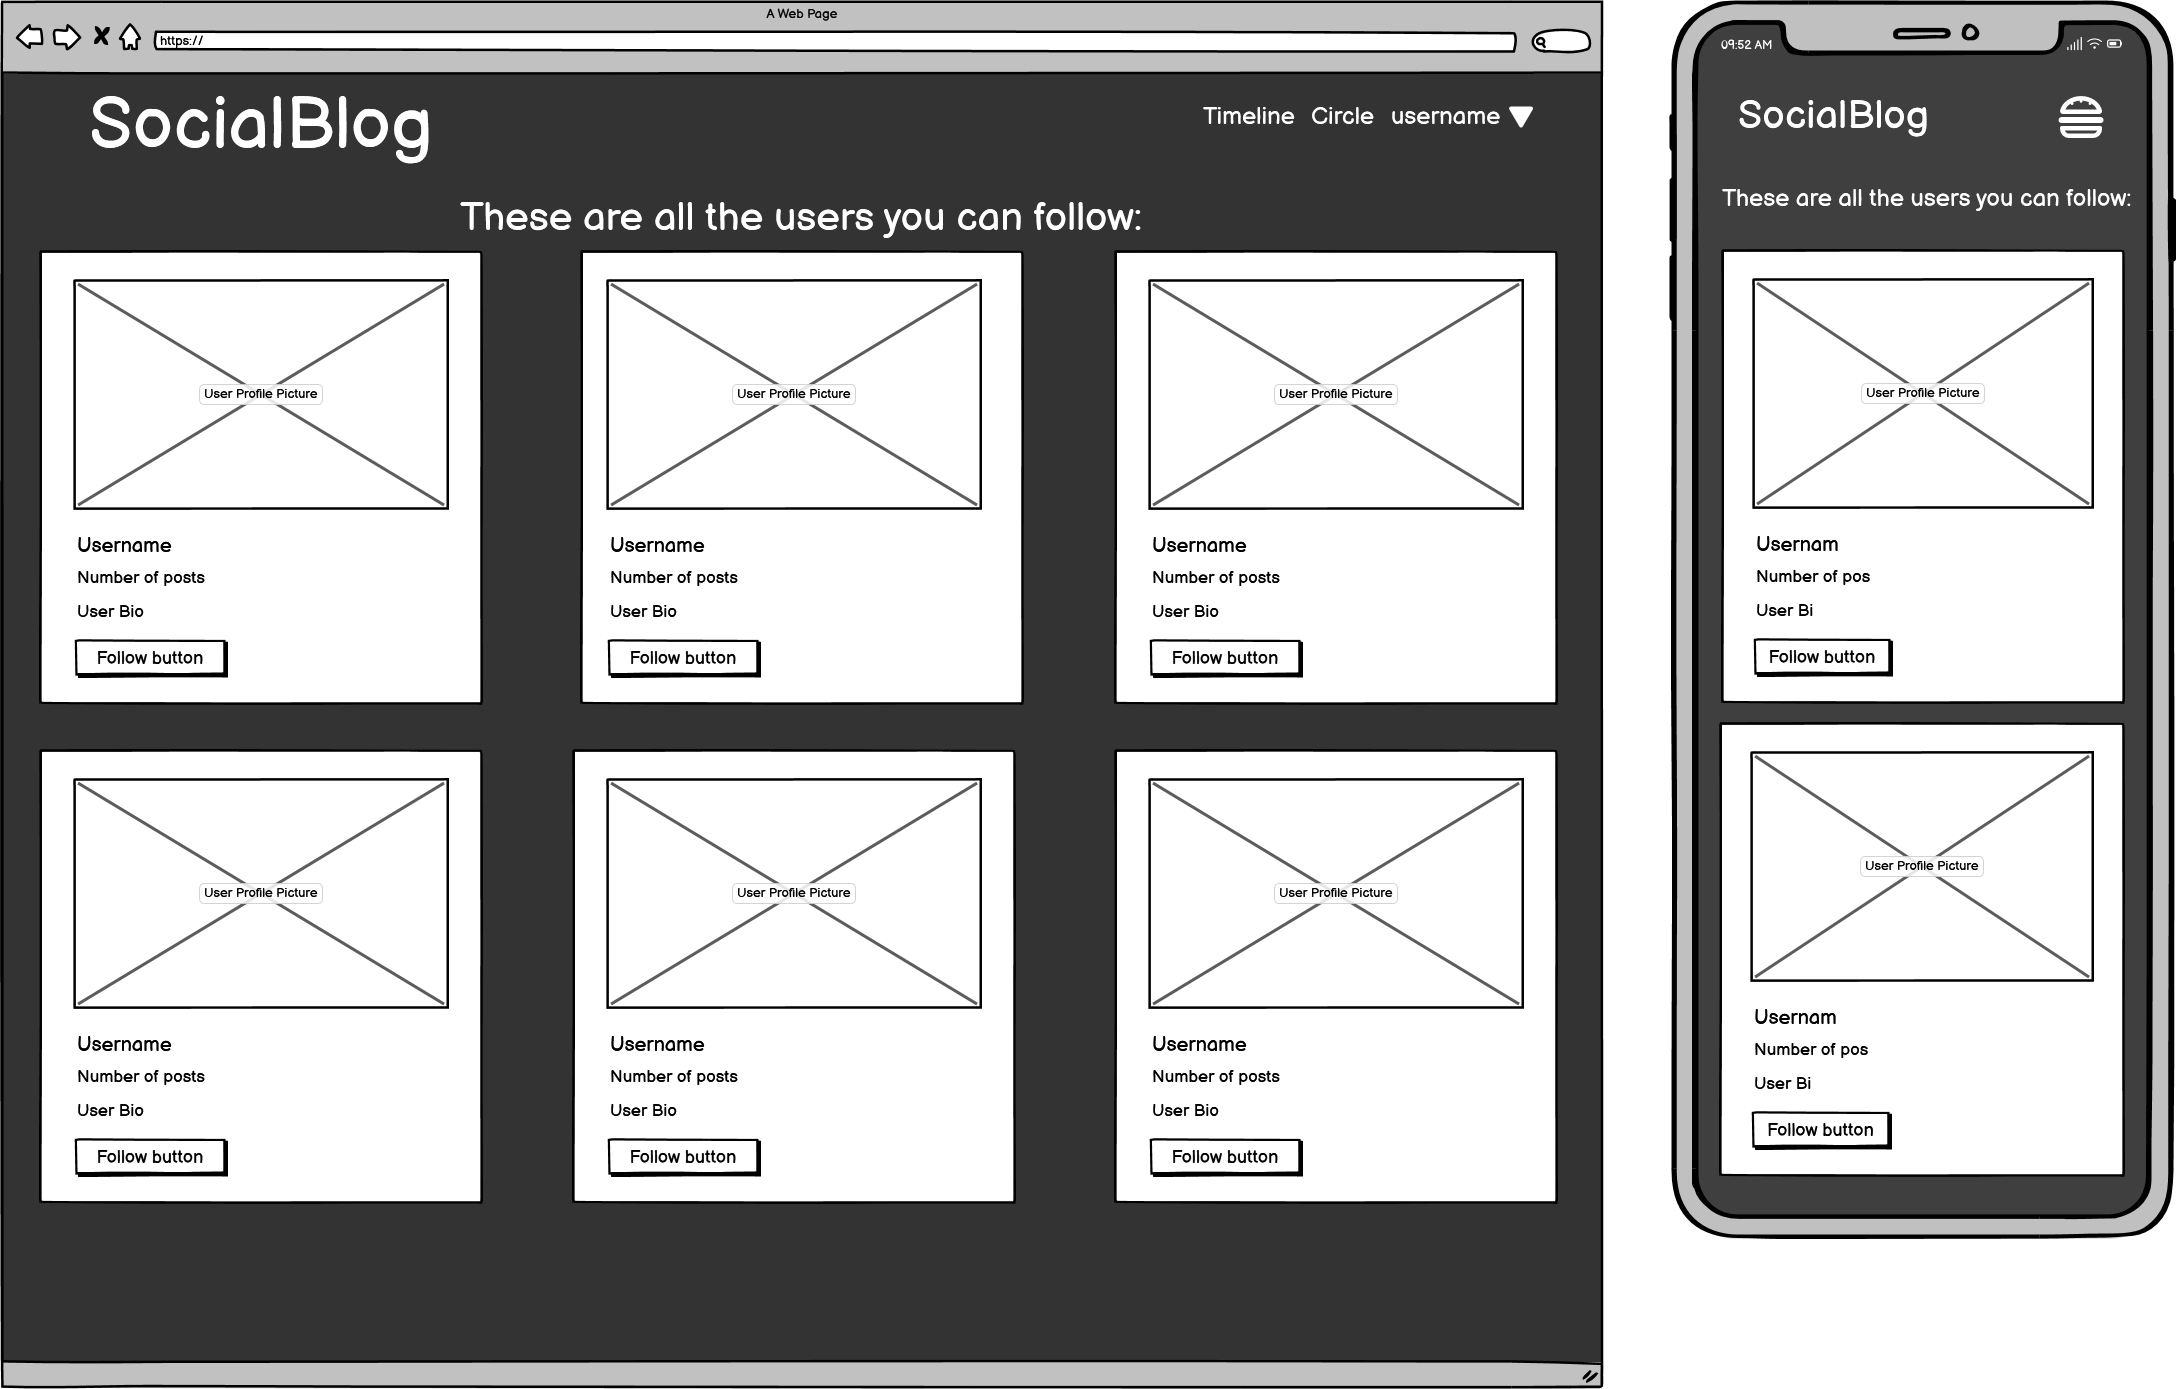 A Web Page
https://
SocialBlog
Timeline Circle username
These are all the users you can follow:
User Profile Picture
Username
Number of posts
User Bio
Follow button
User Profile Picture
Username
Number of posts
User Bio
Follow button
User Profile Picture
Username
Number of posts
User Bio
Follow button
User Profile Picture
Username
Number of posts
User Bio
Follow button
User Profile Picture
Username
Number of posts
User Bio
Follow button
User Profile Picture
Username
Number of posts
User Bio
Follow button
09:52 AM
SocialBlog
These are all the users you can follow:
User Profile Picture
Usernam
Number of pos
User Bi
Follow button
User Profile Picture
Usernam
Number of pos
User Bi
Follow button